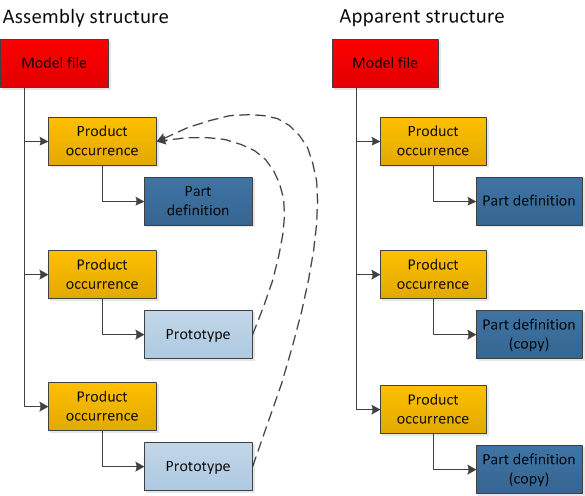 Assembly structure
Model file
Product
occurrence
Part
definition
Product
occurrence
Prototype
Product
occurrence
Prototype
Apparent structure
Model file
Product
occurrence
Part definition
Product
occurrence
Part definition
(copy)
Product
occurrence
Part definition
(copy)